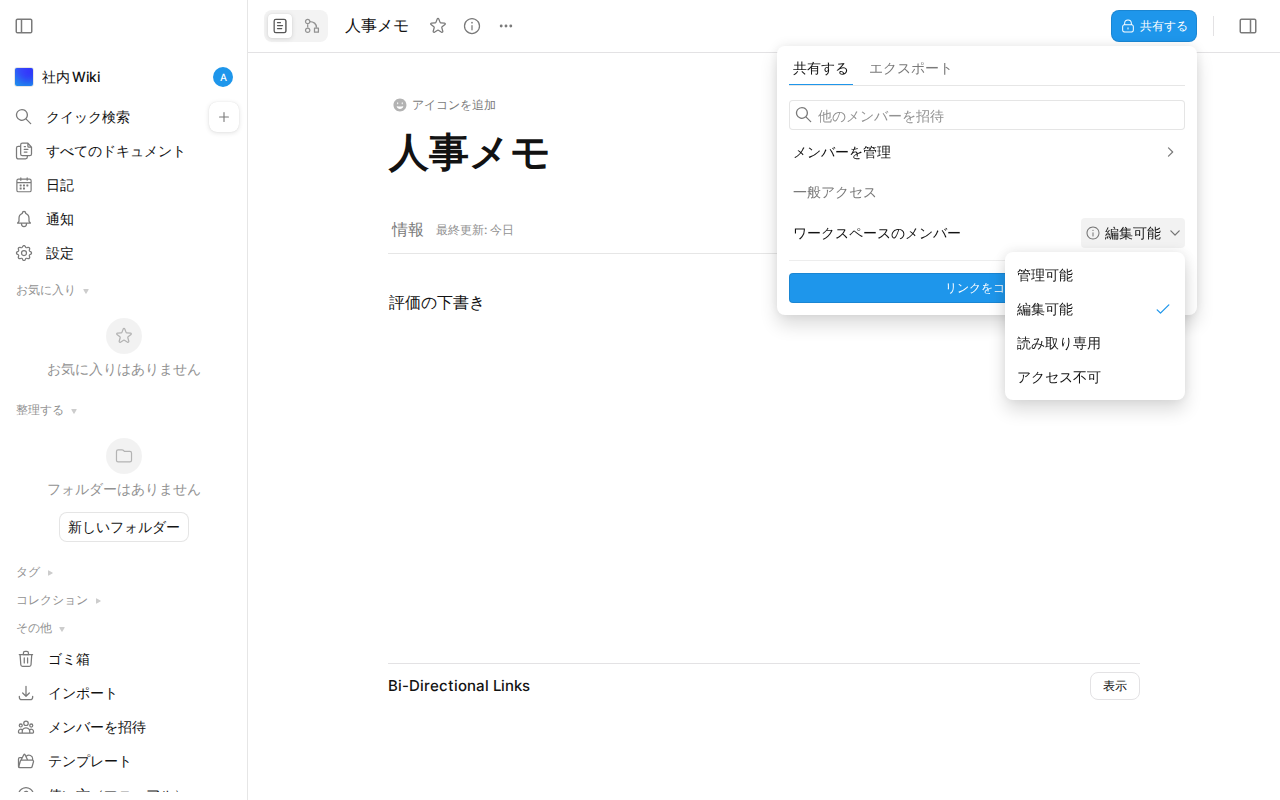 社内 Wiki
A
クイック検索
すべてのドキュメント
日記
通知
設定
お気に入り
お気に入りはありません
整理する
フォルダーはありません
新しいフォルダー
タグ
コレクション
その他
ゴミ箱
インポート
メンバーを招待
テンプレート
人事メモ
共有する
アイコンを追加
人事メモ
情報 最終更新: 今日
評価の下書き
Bi-Directional Links
表示
共有する エクスポート
他のメンバーを招待
メンバーを管理
一般アクセス
ワークスペースのメンバー 編集可能
リンクをコ
管理可能
編集可能
読み取り専用
アクセス不可